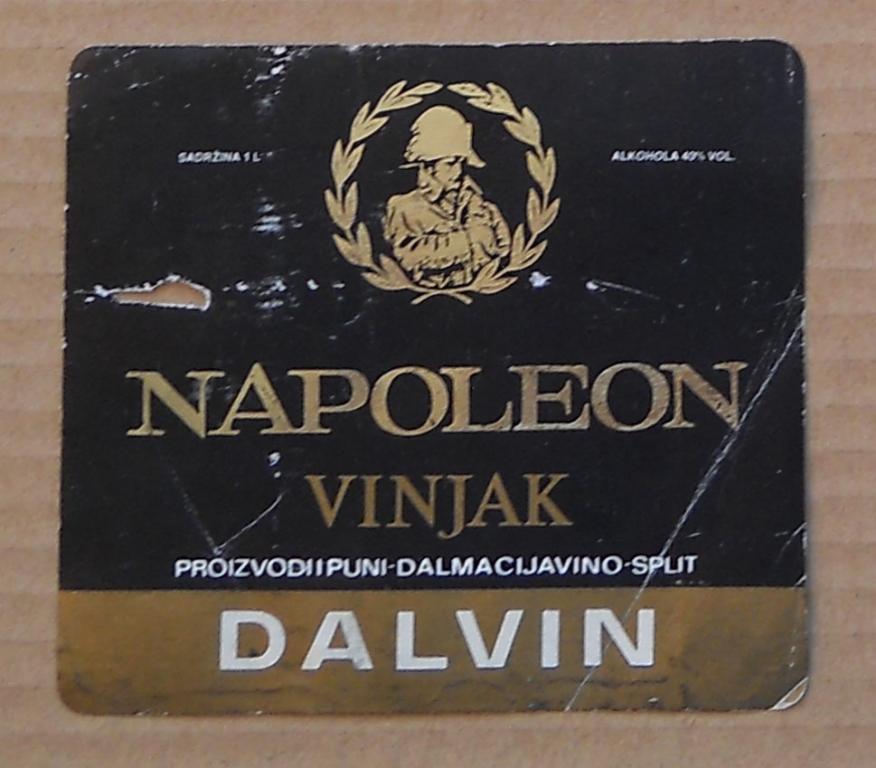 SADRŽINA 1 L
ALKOHOLA 40% VOL.
NAPOLEON
VINJAK
PROIZVODI I PUNI-DALMACIJAVINO-SPLIT
DALVIN